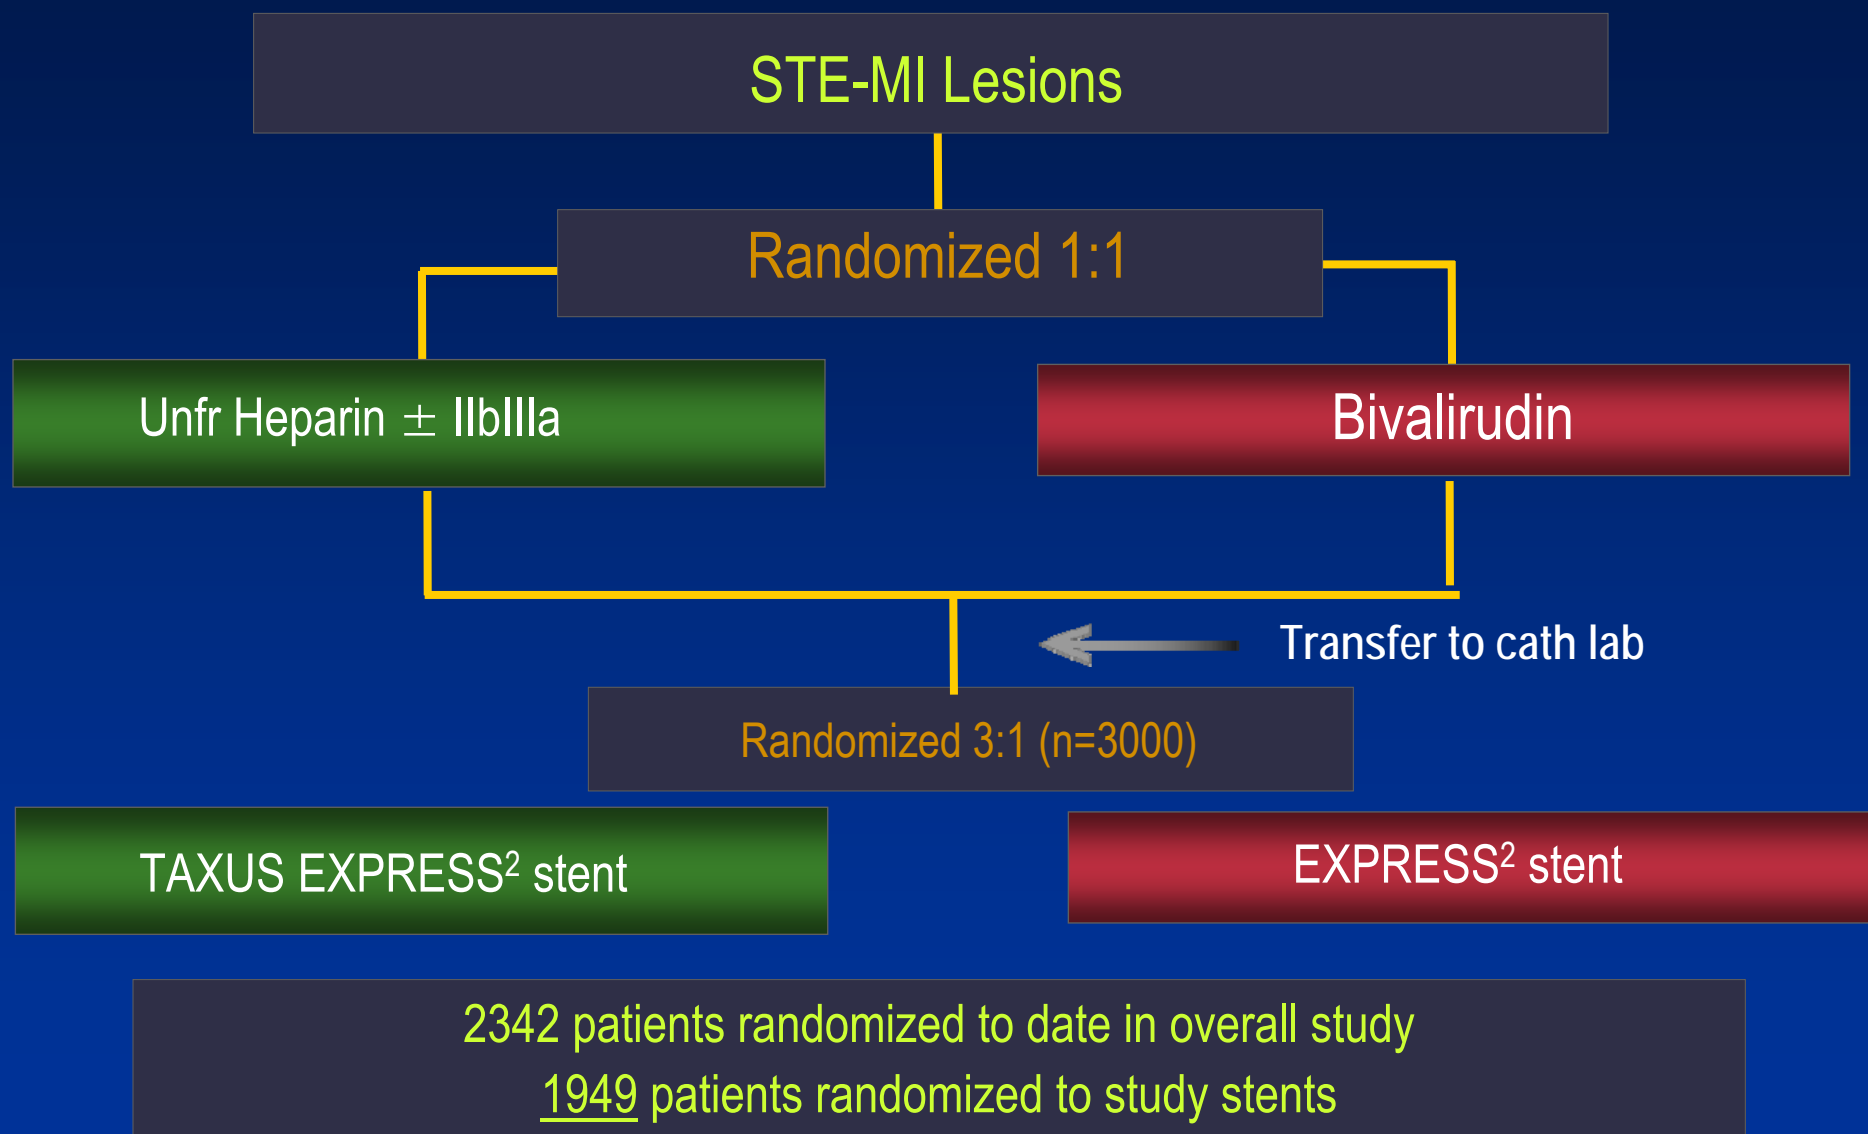 STE-MI Lesions
Randomized 1:1
Unfr Heparin ± IIbIIIa
Bivalirudin
Transfer to cath lab
Randomized 3:1 (n=3000)
TAXUS EXPRESS² stent
EXPRESS² stent
2342 patients randomized to date in overall study
1949 patients randomized to study stents